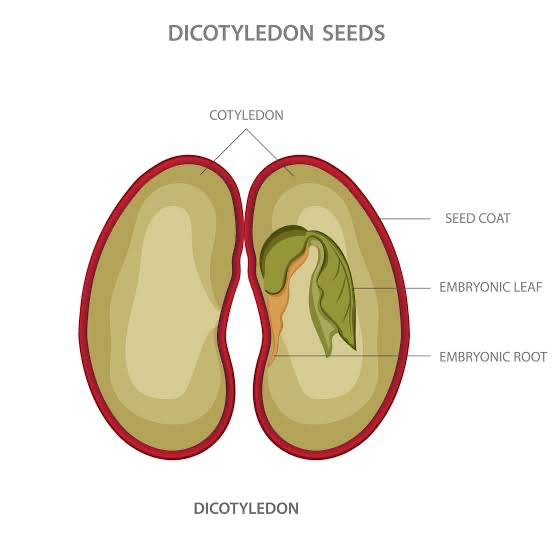 DICOTYLEDON SEEDS
COTYLEDON
SEED COAT
EMBRYONIC LEAF
EMBRYONIC ROOT
DICOTYLEDON